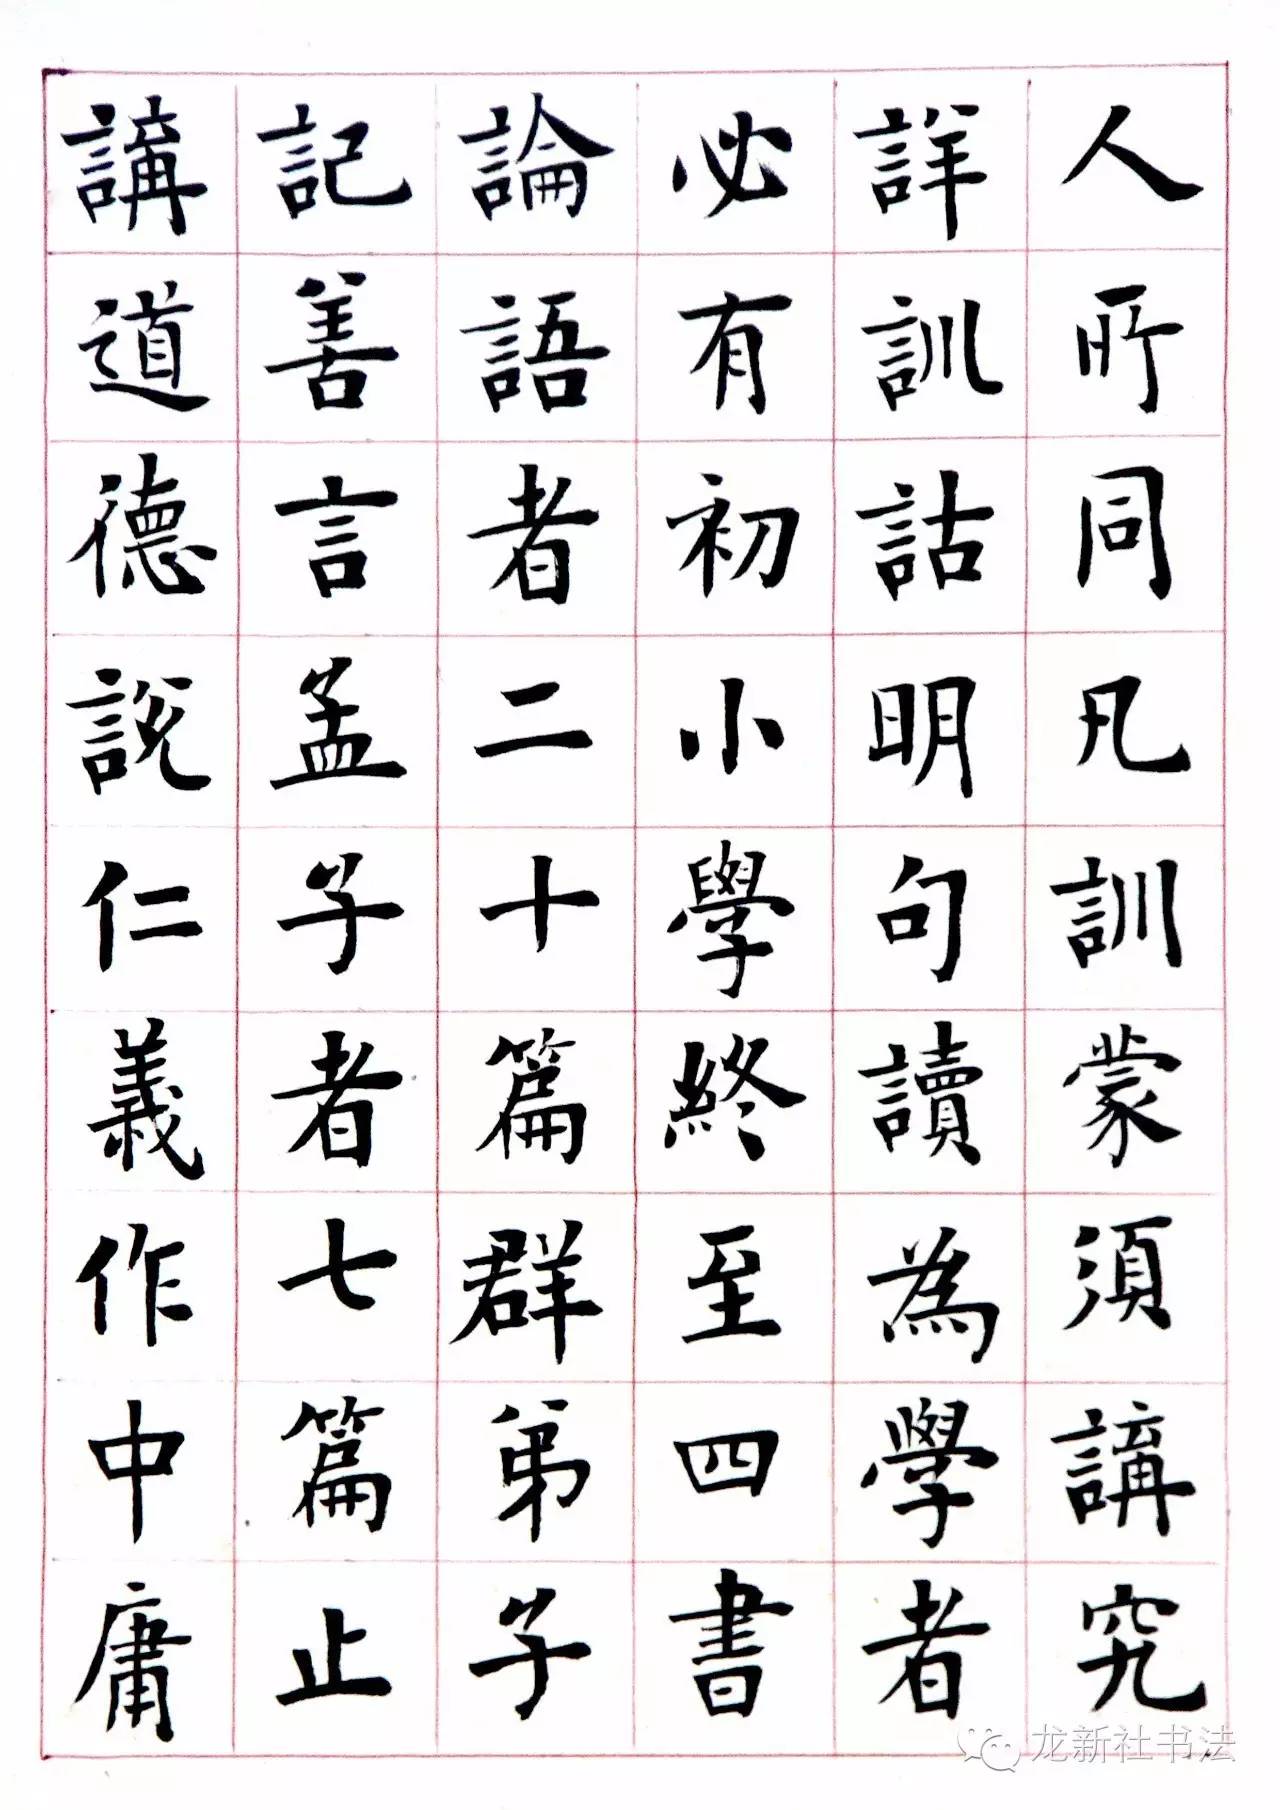 人所同凡訓蒙須講究
詳訓詁明句讀為學者
必有初小學終至四書
論語者二十篇群弟子
記善言孟子者七篇止
講道德說仁義作中庸
龙新社书法